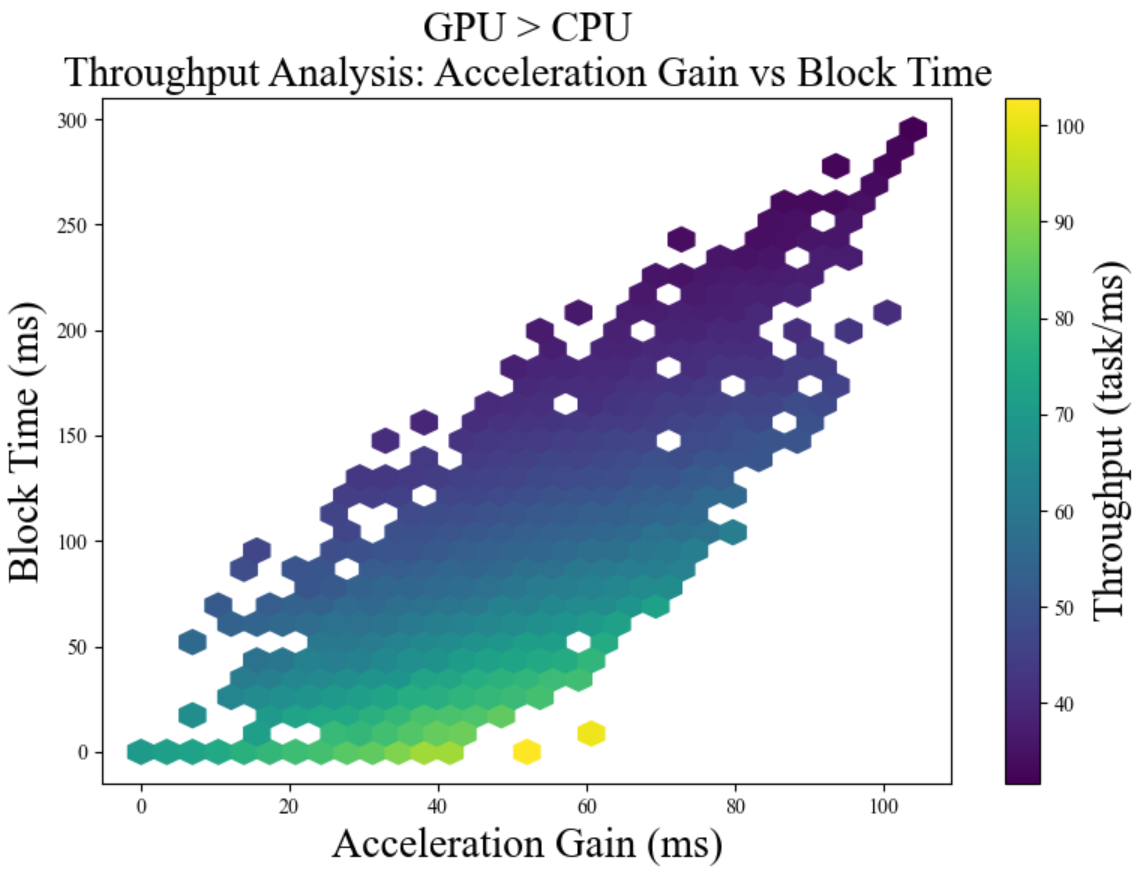 GPU > CPU
Throughput Analysis: Acceleration Gain vs Block Time
300
250
200
150
100
50
0
Block Time (ms)
0 20 40 60 80 100
Acceleration Gain (ms)
100
90
80
70
60
50
40
Throughput (task/ms)